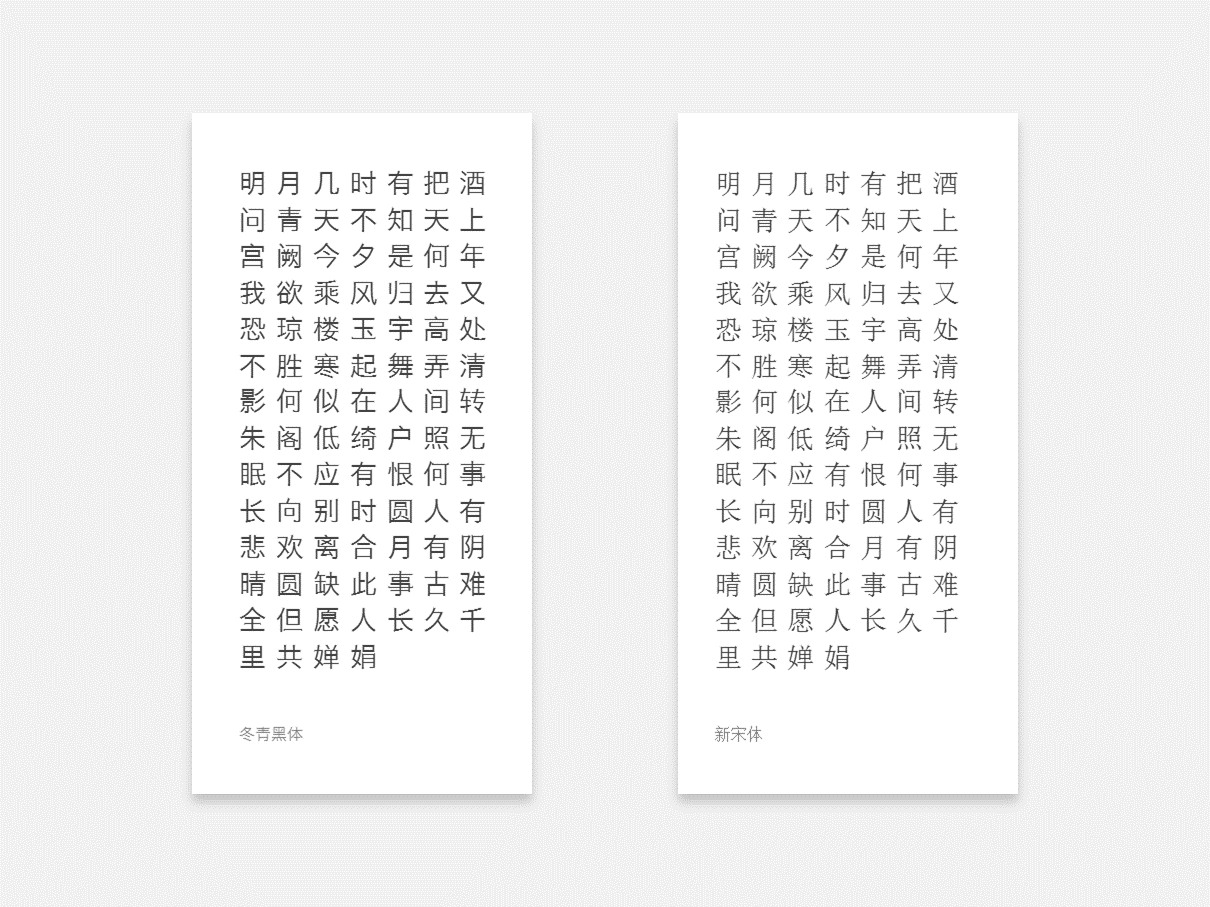 明月几时有把酒
问青天不知天上
宫阙今夕是何年
我欲乘风归去又
恐琼楼玉宇高处
不胜寒起舞弄清
影何似在人间转
朱阁低绮户照无
眠不应有恨何事
长向别时圆人有
悲欢离合月有阴
晴圆缺此事古难
全但愿人长久千
里共婵娟
冬青黑体
明月几时有把酒
问青天不知天上
宫阙今夕是何年
我欲乘风归去又
恐琼楼玉宇高处
不胜寒起舞弄清
影何似在人间转
朱阁低绮户照无
眠不应有恨何事
长向别时圆人有
悲欢离合月有阴
晴圆缺此事古难
全但愿人长久千
里共婵娟
新宋体